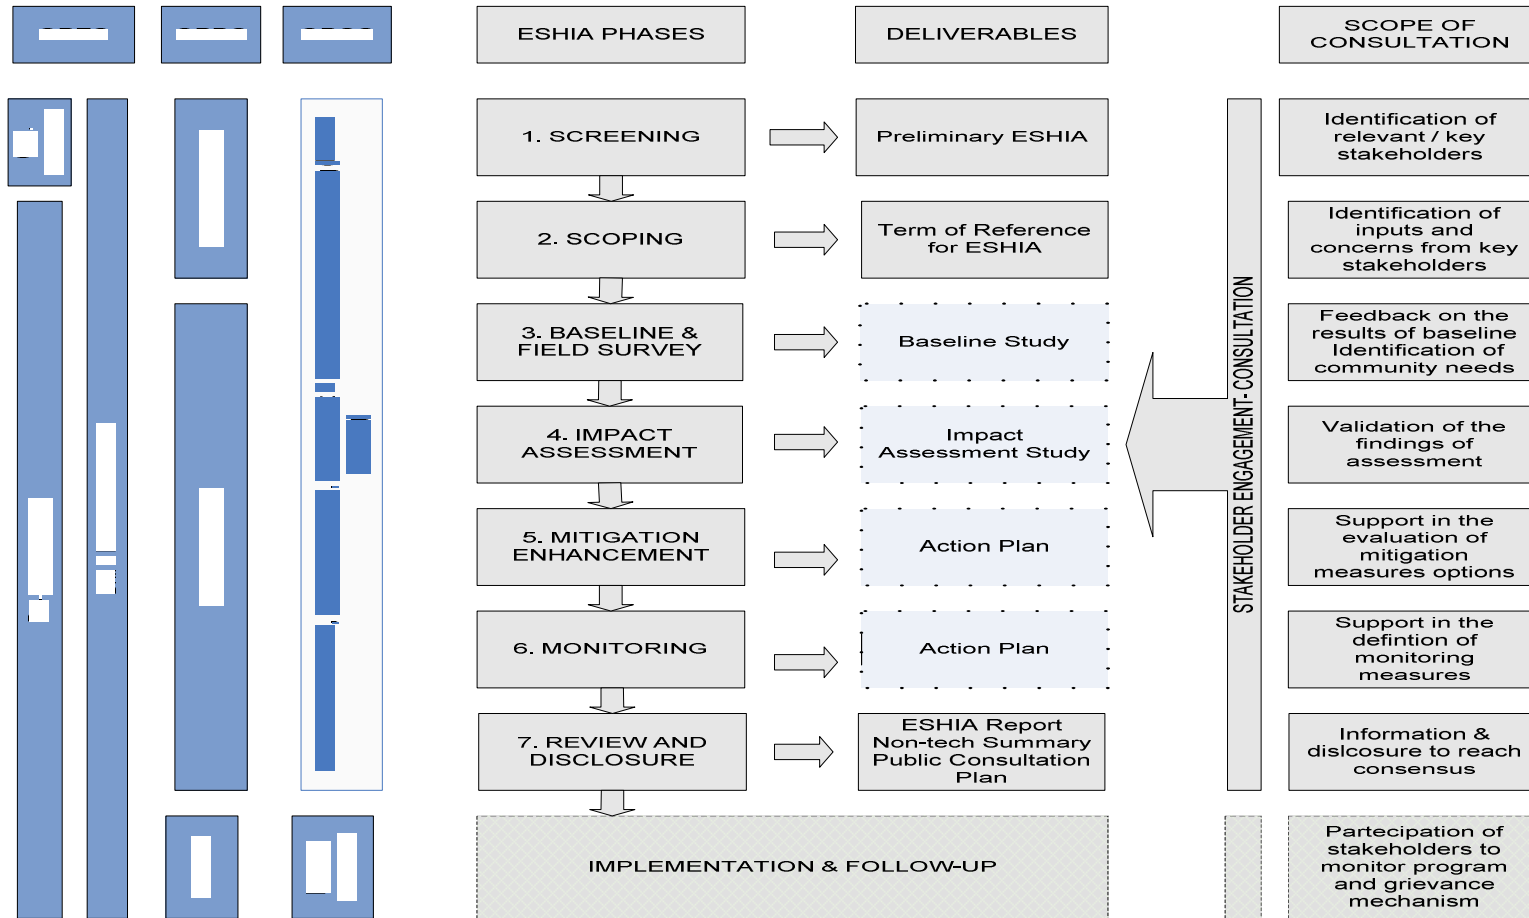 ESHIA PHASES
DELIVERABLES
SCOPE OF
CONSULTATION
1. SCREENING
Preliminary ESHIA
Identification of
relevant / key
stakeholders
2. SCOPING
Term of Reference
for ESHIA
Identification of
inputs and
concerns from key
stakeholders
3. BASELINE &
FIELD SURVEY
Baseline Study
Feedback on the
results of baseline
Identification of
community needs
4. IMPACT
ASSESSMENT
Impact
Assessment Study
Validation of the
findings of
assessment
5. MITIGATION
ENHANCEMENT
Action Plan
Support in the
evaluation of
mitigation
measures options
6. MONITORING
Action Plan
Support in the
defintion of
monitoring
measures
7. REVIEW AND
DISCLOSURE
ESHIA Report
Non-tech Summary
Public Consultation
Plan
Information &
dislcosure to reach
consensus
STAKEHOLDER ENGAGEMENT- CONSULTATION
IMPLEMENTATION & FOLLOW-UP
Partecipation of
stakeholders to
monitor program
and grievance
mechanism